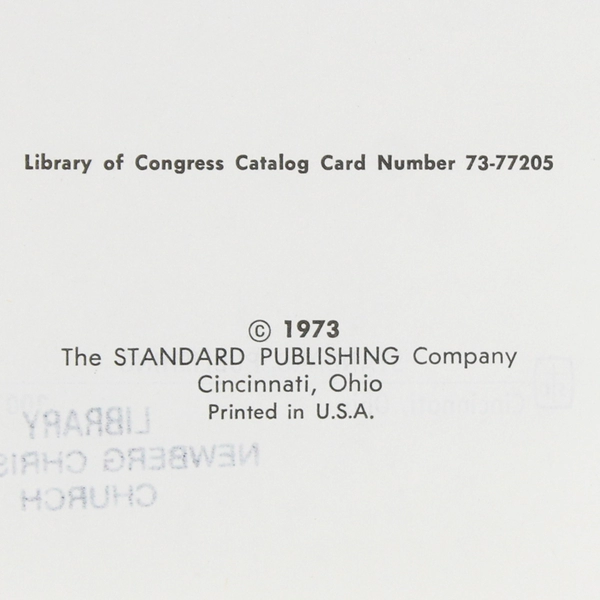 Library of Congress Catalog Card Number 73-77205
© 1973
The STANDARD PUBLISHING Company
Cincinnati, Ohio
Printed in U.S.A.
LIBRARY
NEWBERG CHRIS
CHURCH